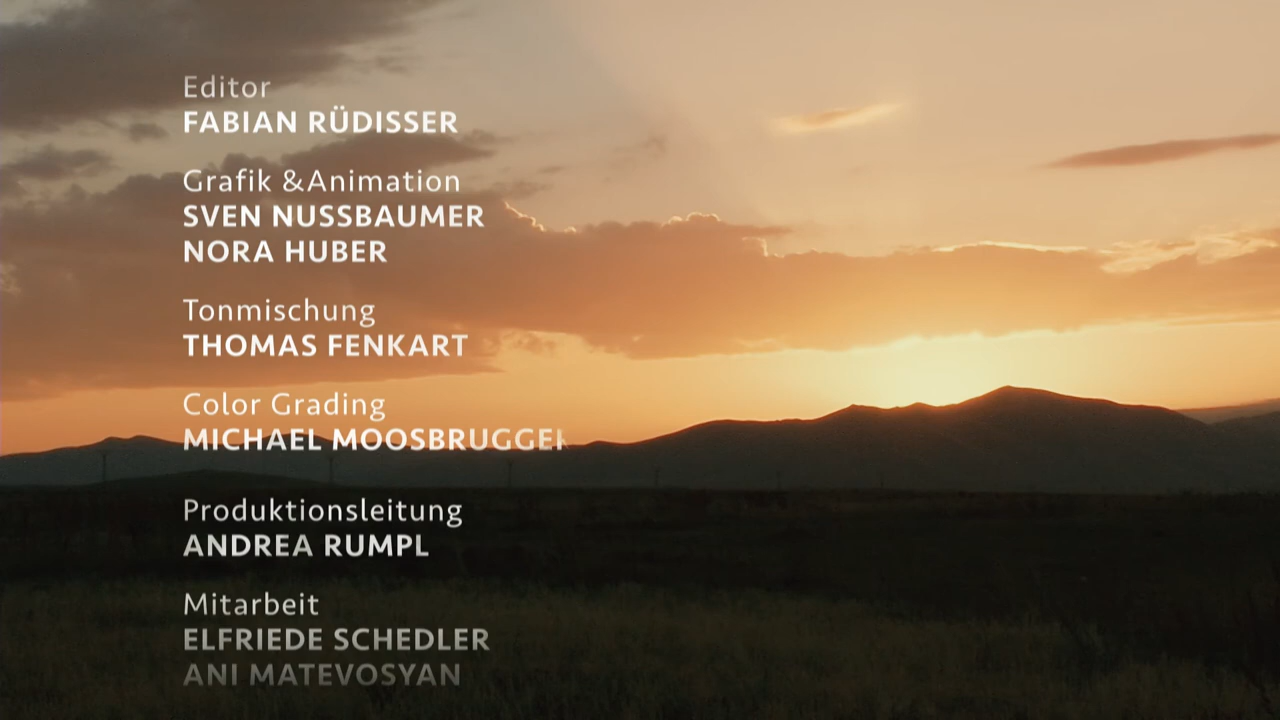 Editor
FABIAN RÜDISSER
Grafik &Animation
SVEN NUSSBAUMER
NORA HUBER
Tonmischung
THOMAS FENKART
Color Grading
MICHAEL MOOSBRUGGER
Produktionsleitung
ANDREA RUMPL
Mitarbeit
ELFRIEDE SCHEDLER
ANI MATEVOSYAN